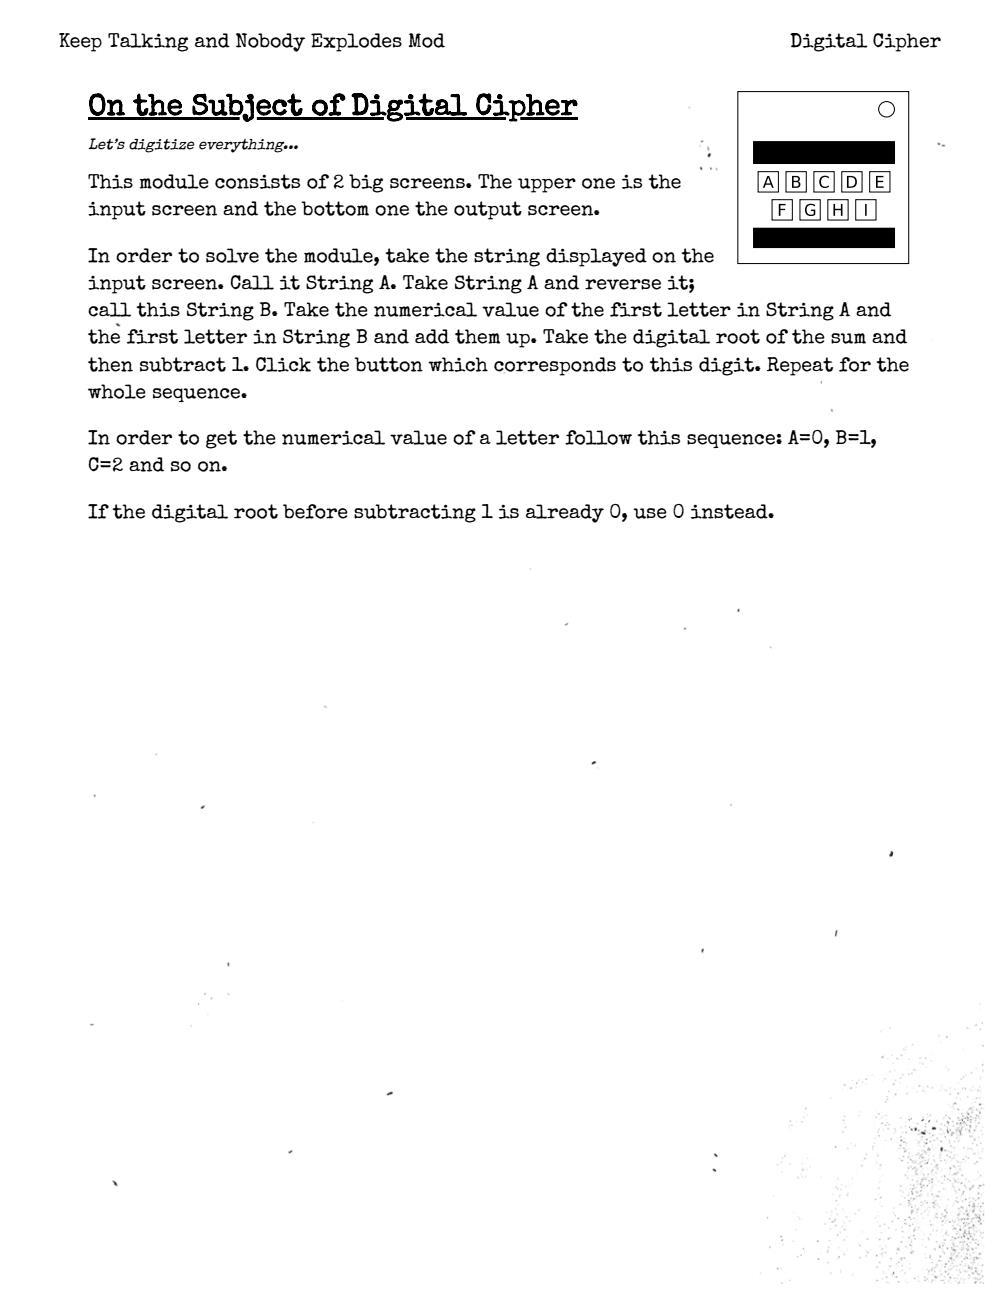 Keep Talking and Nobody Explodes Mod Digital Cipher
On the Subject of Digital Cipher
Let's digitize everything...
This module consists of 2 big screens. The upper one is the
input screen and the bottom one the output screen.
A B C D E
F G H I
In order to solve the module, take the string displayed on the
input screen. Call it String A. Take String A and reverse it;
call this String B. Take the numerical value of the first letter in String A and
the first letter in String B and add them up. Take the digital root of the sum and
then subtract 1. Click the button which corresponds to this digit. Repeat for the
whole sequence.
In order to get the numerical value of a letter follow this sequence: A=0, B=1,
C=2 and so on.
If the digital root before subtracting 1 is already 0, use 0 instead.